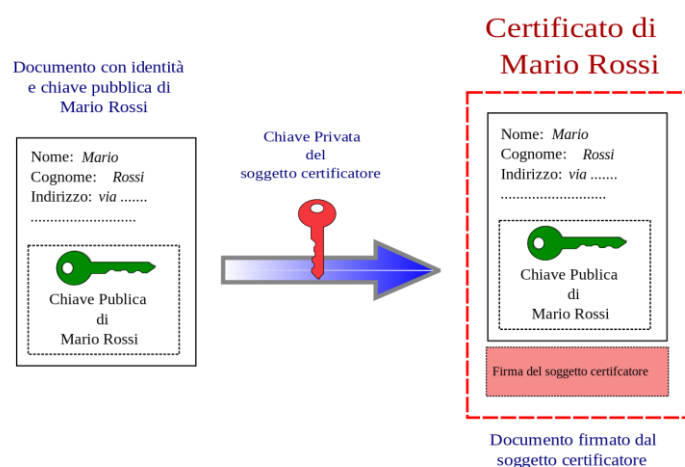 Documento con identità
e chiave pubblica di
Mario Rossi
Nome: Mario
Cognome: Rossi
Indirizzo: via .......
...........................
Chiave Publica
di
Mario Rossi
Chiave Privata
del
soggetto certificatore
Certificato di
Mario Rossi
Nome: Mario
Cognome: Rossi
Indirizzo: via .......
...........................
Chiave Publica
di
Mario Rossi
Firma del soggetto certifcatore
Documento firmato dal
soggetto certificatore